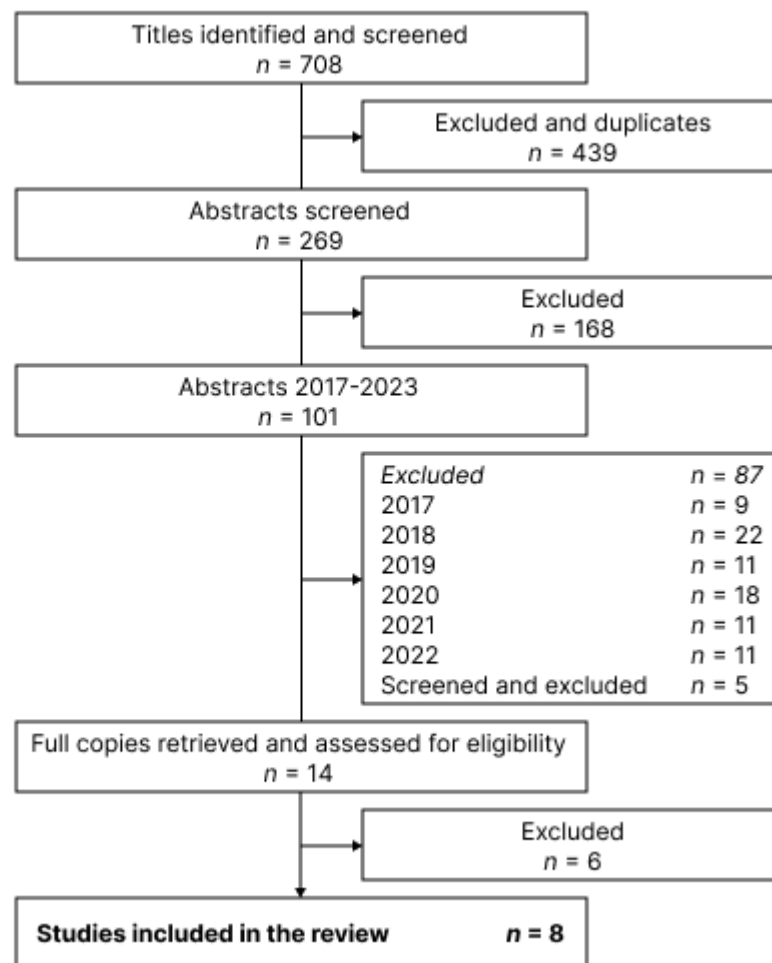 Titles identified and screened
n = 708
Excluded and duplicates
n = 439
Abstracts screened
n = 269
Excluded
n = 168
Abstracts 2017-2023
n = 101
Excluded n = 87
2017 n = 9
2018 n = 22
2019 n = 11
2020 n = 18
2021 n = 11
2022 n = 11
Screened and excluded n = 5
Full copies retrieved and assessed for eligibility
n = 14
Excluded
n = 6
Studies included in the review n = 8